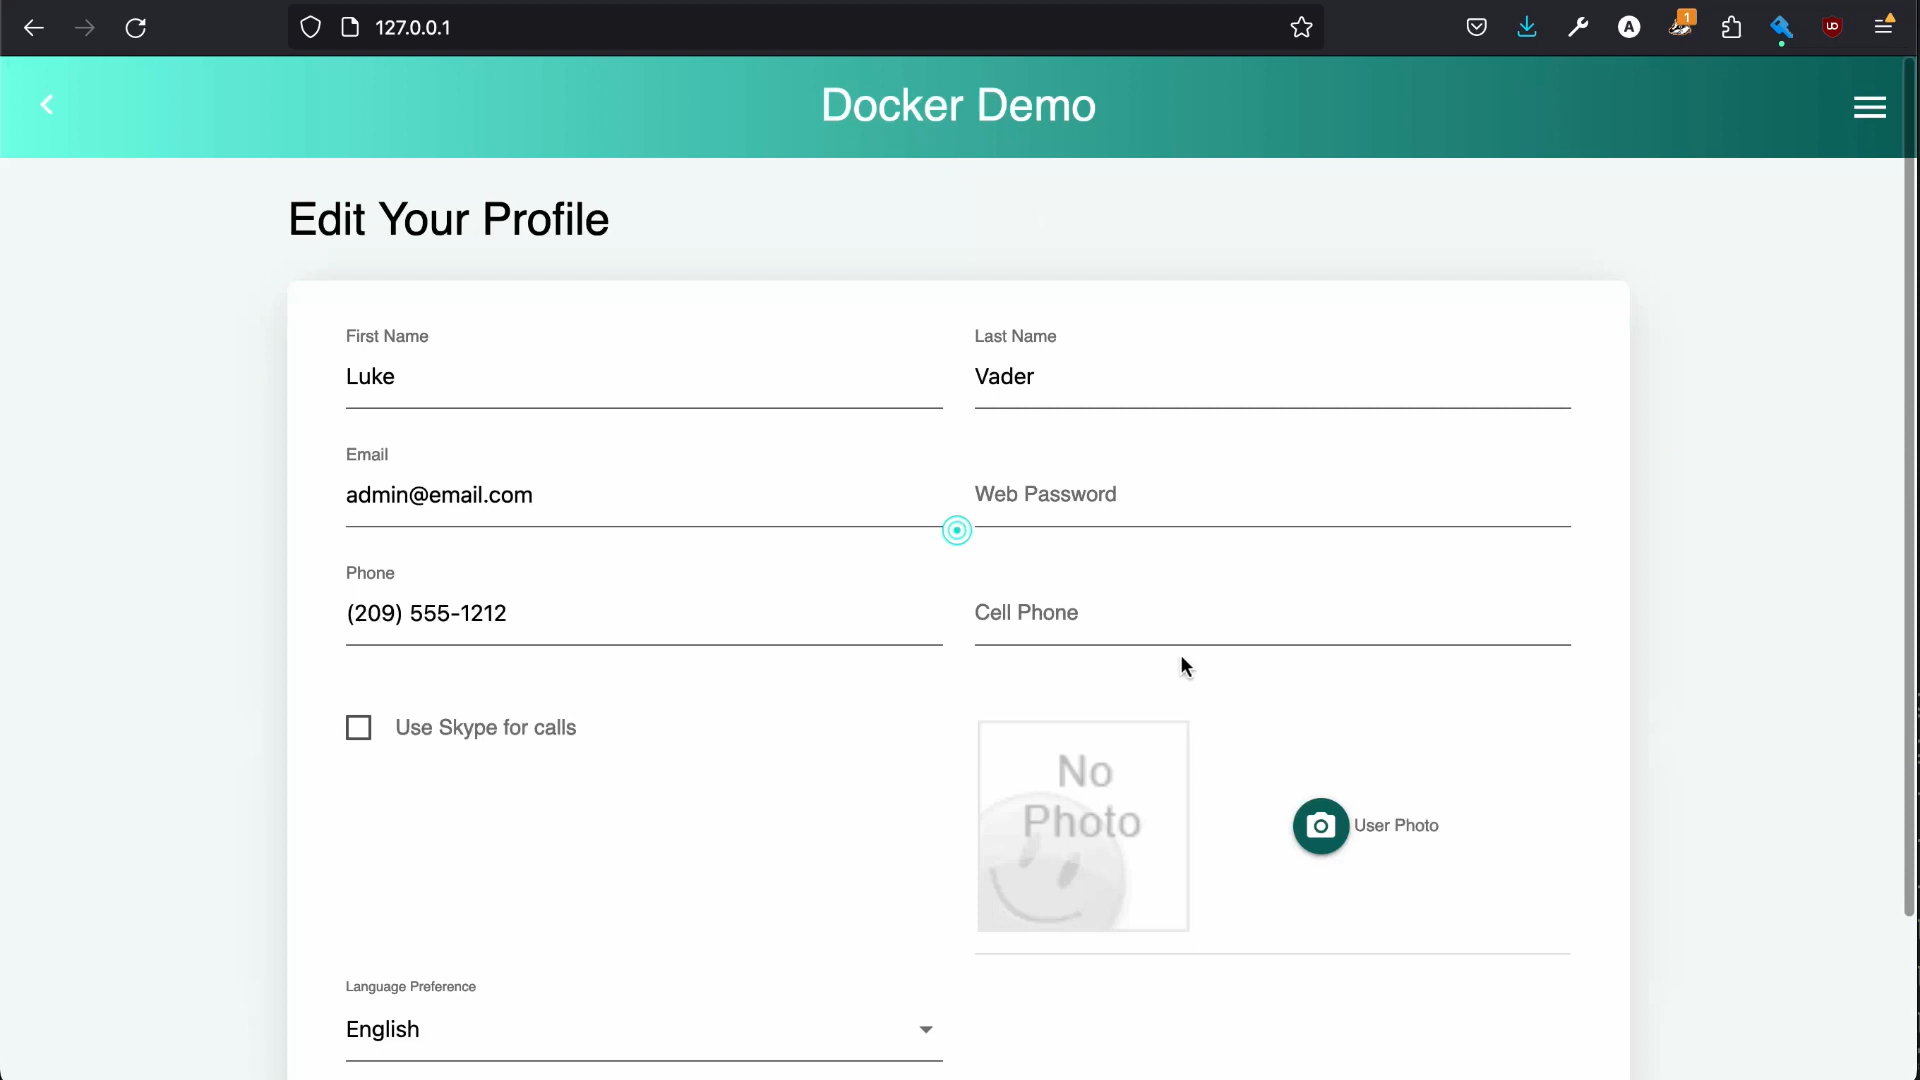 127.0.0.1
1
Docker Demo
Edit Your Profile
First Name
Last Name
Luke
Vader
Email
admin@email.com
Web Password
Phone
(209) 555-1212
Cell Phone
Use Skype for calls
No
Photo
User Photo
Language Preference
English